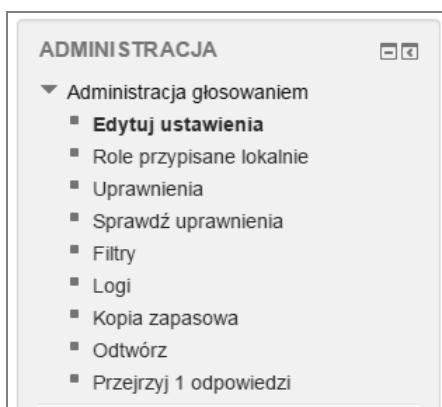 ADMINISTRACJA
Administracja głosowaniem
Edytuj ustawienia
Role przypisane lokalnie
Uprawnienia
Sprawdź uprawnienia
Filtry
Logi
Kopia zapasowa
Odtwórz
Przejrzyj 1 odpowiedzi